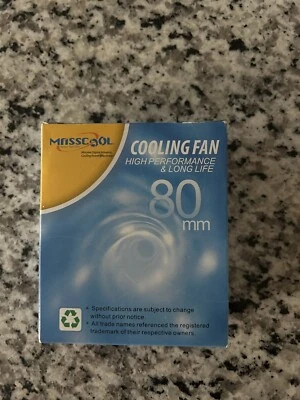 MASSCOOL
COOLING FAN
HIGH PERFORMANCE
& LONG LIFE
80
mm
• Specifications are subject to change
without prior notice.
• All trade names referenced the registered
trademark of their respective owners.